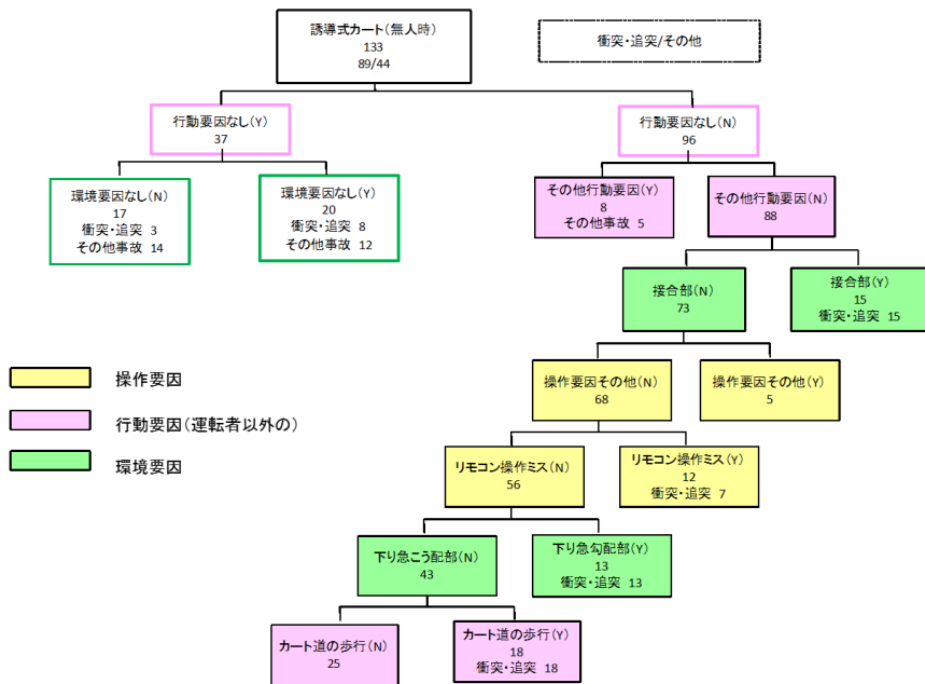 誘導式カート(無人時)
133
89/44
衝突・追突/その他
行動要因なし(Y)
37
行動要因なし(N)
96
環境要因なし(N)
17
衝突・追突 3
その他事故 14
環境要因なし(Y)
20
衝突・追突 8
その他事故 12
その他行動要因(Y)
8
その他事故 5
その他行動要因(N)
88
接合部(N)
73
接合部(Y)
15
衝突・追突 15
操作要因
行動要因(運転者以外の)
環境要因
操作要因その他(N)
68
操作要因その他(Y)
5
リモコン操作ミス(N)
56
リモコン操作ミス(Y)
12
衝突・追突 7
下り急こう配部(N)
43
下り急勾配部(Y)
13
衝突・追突 13
カート道の歩行(N)
25
カート道の歩行(Y)
18
衝突・追突 18